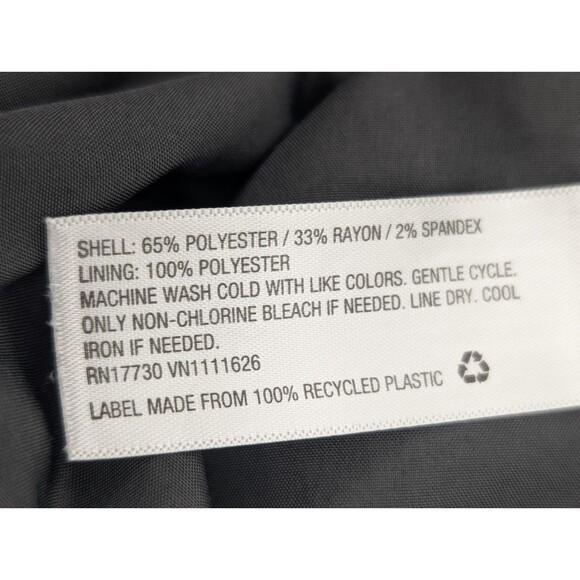 SHELL: 65% POLYESTER / 33% RAYON / 2% SPANDEX
LINING: 100% POLYESTER
MACHINE WASH COLD WITH LIKE COLORS. GENTLE CYCLE.
ONLY NON-CHLORINE BLEACH IF NEEDED. LINE DRY. COOL
IRON IF NEEDED.
RN17730 VN1111626
LABEL MADE FROM 100% RECYCLED PLASTIC